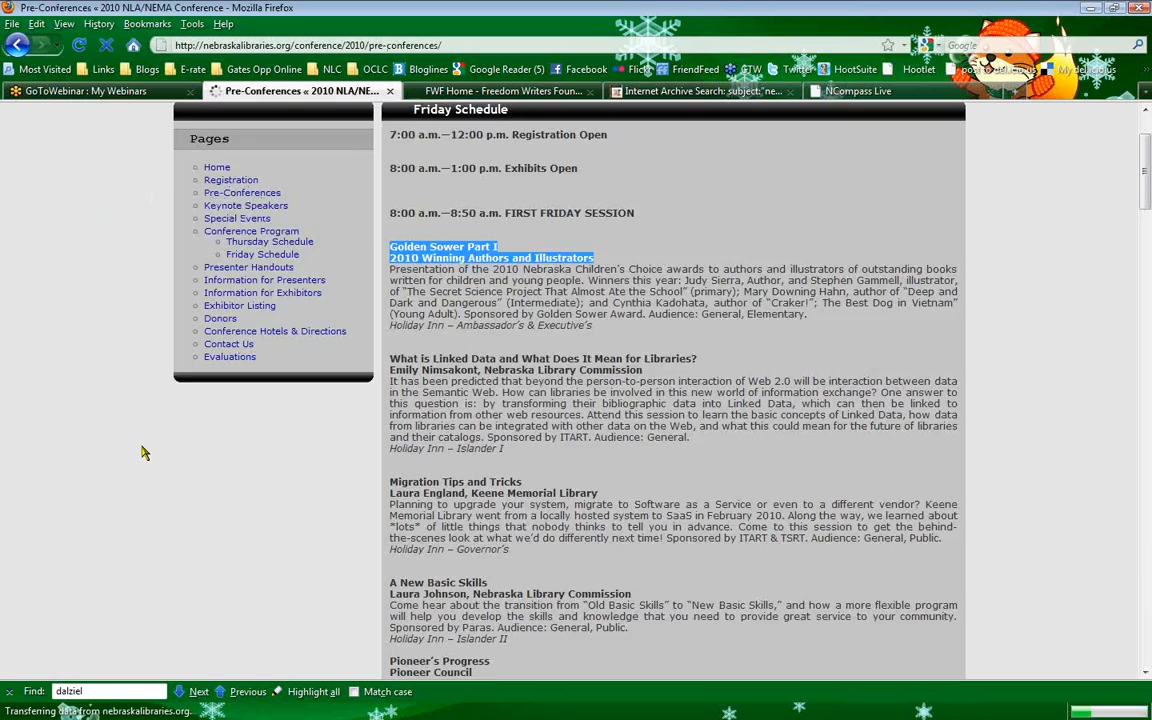 Pre-Conferences « 2010 NLA/NEMA Conference - Mozilla Firefox
File Edit View History Bookmarks Tools Help
http://nebraskalibraries.org/conference/2010/pre-conferences/ Google
Most Visited Links Blogs E-rate Gates Opp Online NLC OCLC Bloglines Google Reader (5) Facebook Flickr FriendFeed GTW Twitter HootSuite Hootlet post to del.icio.us My delicious
GoToWebinar : My Webinars Pre-Conferences « 2010 NLA/NE... FWF Home - Freedom Writers Foun... Internet Archive Search: subject:"ne... NCompass Live
Friday Schedule
Pages
Home
Registration
Pre-Conferences
Keynote Speakers
Special Events
Conference Program
Thursday Schedule
Friday Schedule
Presenter Handouts
Information for Presenters
Information for Exhibitors
Exhibitor Listing
Donors
Conference Hotels & Directions
Contact Us
Evaluations
7:00 a.m.—12:00 p.m. Registration Open
8:00 a.m.—1:00 p.m. Exhibits Open
8:00 a.m.—8:50 a.m. FIRST FRIDAY SESSION
Golden Sower Part I
2010 Winning Authors and Illustrators
Presentation of the 2010 Nebraska Children's Choice awards to authors and illustrators of outstanding books
written for children and young people. Winners this year: Judy Sierra, Author, and Stephen Gammell, illustrator,
of "The Secret Science Project That Almost Ate the School" (primary); Mary Downing Hahn, author of "Deep and
Dark and Dangerous" (Intermediate); and Cynthia Kadohata, author of "Craker!"; The Best Dog in Vietnam"
(Young Adult). Sponsored by Golden Sower Award. Audience: General, Elementary.
Holiday Inn – Ambassador's & Executive's
What is Linked Data and What Does It Mean for Libraries?
Emily Nimsakont, Nebraska Library Commission
It has been predicted that beyond the person-to-person interaction of Web 2.0 will be interaction between data
in the Semantic Web. How can libraries be involved in this new world of information exchange? One answer to
this question is: by transforming their bibliographic data into Linked Data, which can then be linked to
information from other web resources. Attend this session to learn the basic concepts of Linked Data, how data
from libraries can be integrated with other data on the Web, and what this could mean for the future of libraries
and their catalogs. Sponsored by ITART. Audience: General.
Holiday Inn – Islander I
Migration Tips and Tricks
Laura England, Keene Memorial Library
Planning to upgrade your system, migrate to Software as a Service or even to a different vendor? Keene
Memorial Library went from a locally hosted system to SaaS in February 2010. Along the way, we learned about
*lots* of little things that nobody thinks to tell you in advance. Come to this session to get the behind-
the-scenes look at what we'd do differently next time! Sponsored by ITART & TSRT. Audience: General, Public.
Holiday Inn – Governor's
A New Basic Skills
Laura Johnson, Nebraska Library Commission
Come hear about the transition from "Old Basic Skills" to "New Basic Skills," and how a more flexible program
will help you develop the skills and knowledge that you need to provide great service to your community.
Sponsored by Paras. Audience: General, Public.
Holiday Inn – Islander II
Pioneer's Progress
Pioneer Council
Find: dalziel Next Previous Highlight all Match case
Transferring data from nebraskalibraries.org...